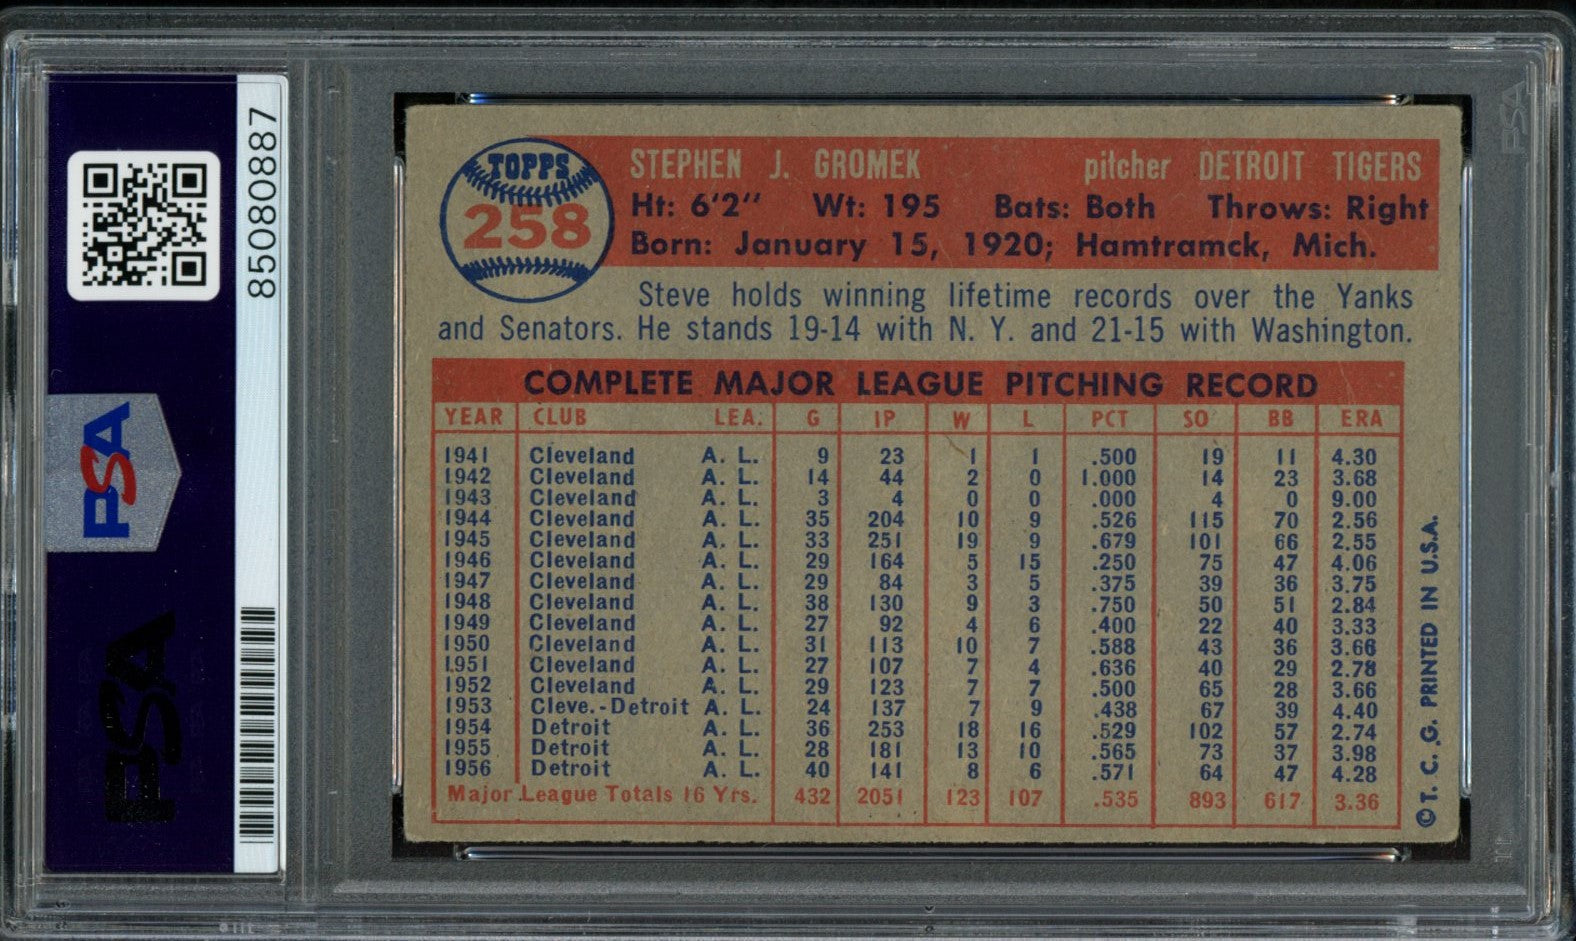 85080887
PSA
PSA
TOPPS
258
STEPHEN J. GROMEK pitcher DETROIT TIGERS
Ht: 6'2" Wt: 195 Bats: Both Throws: Right
Born: January 15, 1920; Hamtramck, Mich.
Steve holds winning lifetime records over the Yanks
and Senators. He stands 19-14 with N. Y. and 21-15 with Washington.
COMPLETE MAJOR LEAGUE PITCHING RECORD
YEAR CLUB LEA. G IP W L PCT SO BB ERA
1941 Cleveland A. L. 9 23 1 1 .500 19 11 4.30
1942 Cleveland A. L. 14 44 2 0 1.000 14 23 3.68
1943 Cleveland A. L. 3 4 0 0 .000 4 0 9.00
1944 Cleveland A. L. 35 204 10 9 .526 115 70 2.56
1945 Cleveland A. L. 33 251 19 9 .679 101 66 2.55
1946 Cleveland A. L. 29 164 5 15 .250 75 47 4.06
1947 Cleveland A. L. 29 84 3 5 .375 39 36 3.75
1948 Cleveland A. L. 38 130 9 3 .750 50 51 2.84
1949 Cleveland A. L. 27 92 4 6 .400 22 40 3.33
1950 Cleveland A. L. 31 113 10 7 .588 43 36 3.66
1951 Cleveland A. L. 27 107 7 4 .636 40 29 2.78
1952 Cleveland A. L. 29 123 7 7 .500 65 28 3.66
1953 Cleve.-Detroit A. L. 24 137 7 9 .438 67 39 4.40
1954 Detroit A. L. 36 253 18 16 .529 102 57 2.74
1955 Detroit A. L. 28 181 13 10 .565 73 37 3.98
1956 Detroit A. L. 40 141 8 6 .571 64 47 4.28
Major League Totals 16 Yrs. 432 2051 123 107 .535 893 617 3.36
© T. C. G. PRINTED IN U.S.A.
PSA